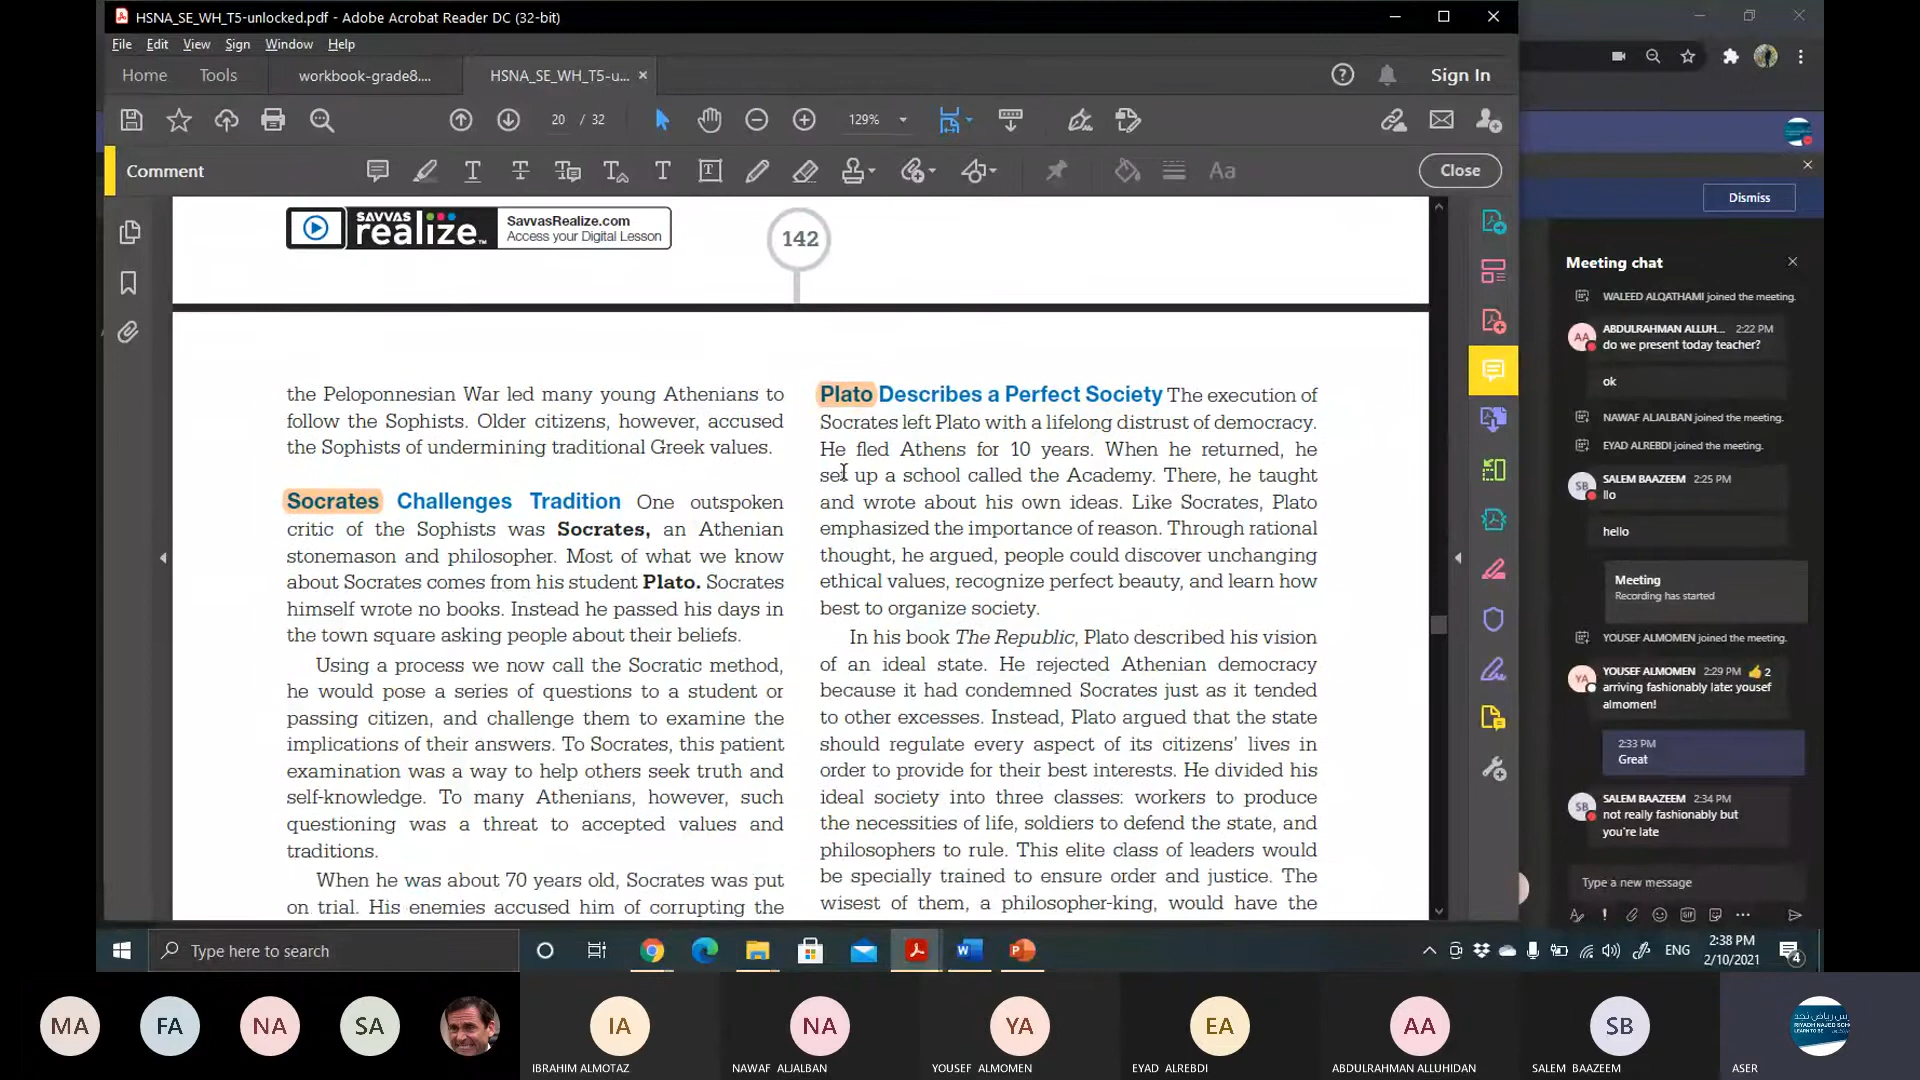 HSNA_SE_WH_T5-unlocked.pdf - Adobe Acrobat Reader DC (32-bit)
File Edit View Sign Window Help
Home Tools workbook-grade8.... HSNA_SE_WH_T5-u... Sign In
20 / 32 129%
Comment Close
SAVVAS realize™
SavvasRealize.com
Access your Digital Lesson
142
the Peloponnesian War led many young Athenians to
follow the Sophists. Older citizens, however, accused
the Sophists of undermining traditional Greek values.
Socrates Challenges Tradition One outspoken
critic of the Sophists was Socrates, an Athenian
stonemason and philosopher. Most of what we know
about Socrates comes from his student Plato. Socrates
himself wrote no books. Instead he passed his days in
the town square asking people about their beliefs.
Using a process we now call the Socratic method,
he would pose a series of questions to a student or
passing citizen, and challenge them to examine the
implications of their answers. To Socrates, this patient
examination was a way to help others seek truth and
self-knowledge. To many Athenians, however, such
questioning was a threat to accepted values and
traditions.
When he was about 70 years old, Socrates was put
on trial. His enemies accused him of corrupting the
Plato Describes a Perfect Society The execution of
Socrates left Plato with a lifelong distrust of democracy.
He fled Athens for 10 years. When he returned, he
set up a school called the Academy. There, he taught
and wrote about his own ideas. Like Socrates, Plato
emphasized the importance of reason. Through rational
thought, he argued, people could discover unchanging
ethical values, recognize perfect beauty, and learn how
best to organize society.
In his book The Republic, Plato described his vision
of an ideal state. He rejected Athenian democracy
because it had condemned Socrates just as it tended
to other excesses. Instead, Plato argued that the state
should regulate every aspect of its citizens' lives in
order to provide for their best interests. He divided his
ideal society into three classes: workers to produce
the necessities of life, soldiers to defend the state, and
philosophers to rule. This elite class of leaders would
be specially trained to ensure order and justice. The
wisest of them, a philosopher-king, would have the
Dismiss
Meeting chat
WALEED ALQATHAMI joined the meeting.
AA
ABDULRAHMAN ALLUH... 2:22 PM
do we present today teacher?
ok
NAWAF ALJALBAN joined the meeting.
EYAD ALREBDI joined the meeting.
SB
SALEM BAAZEEM 2:25 PM
llo
hello
Meeting
Recording has started
YOUSEF ALMOMEN joined the meeting.
YA
YOUSEF ALMOMEN 2:29 PM 👍 2
arriving fashionably late: yousef
almomen!
2:33 PM
Great
SB
SALEM BAAZEEM 2:34 PM
not really fashionably but
you're late
Type a new message
Type here to search
ENG
2:38 PM
2/10/2021
4
MA FA NA SA IA NA YA EA AA SB
IBRAHIM ALMOTAZ NAWAF ALJALBAN YOUSEF ALMOMEN EYAD ALREBDI ABDULRAHMAN ALLUHIDAN SALEM BAAZEEM ASER